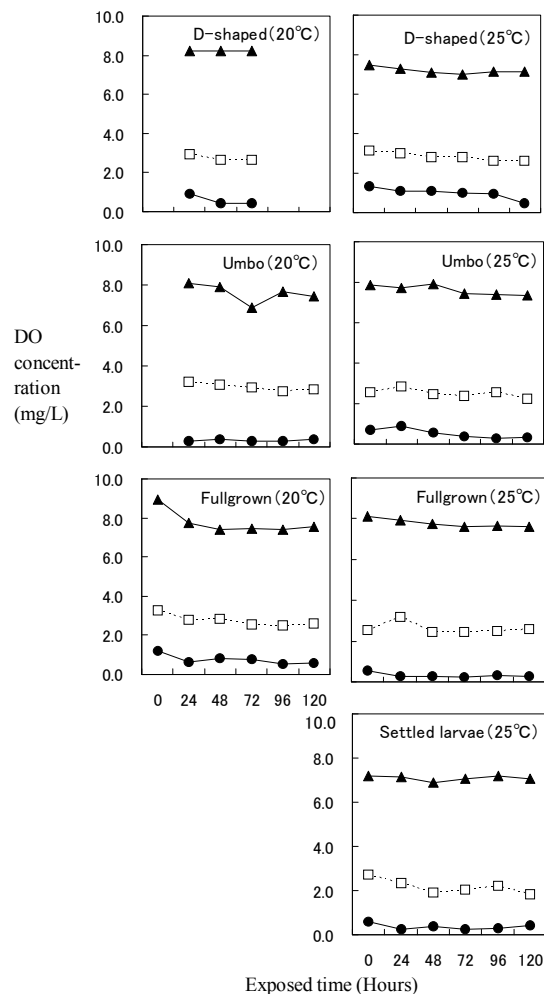 D-shaped(20℃)
D-shaped(25℃)
10.0
8.0
6.0
4.0
2.0
0.0
Umbo(20℃)
Umbo(25℃)
10.0
8.0
6.0
4.0
2.0
0.0
DO
concent-
ration
(mg/L)
Fullgrown(20℃)
Fullgrown(25℃)
10.0
8.0
6.0
4.0
2.0
0.0
0 24 48 72 96 120
Settled larvae(25℃)
10.0
8.0
6.0
4.0
2.0
0.0
0 24 48 72 96 120
Exposed time (Hours)